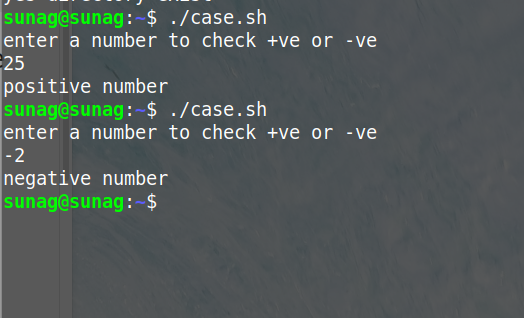 sunag@sunag:~$ ./case.sh
enter a number to check +ve or -ve
25
positive number
sunag@sunag:~$ ./case.sh
enter a number to check +ve or -ve
-2
negative number
sunag@sunag:~$